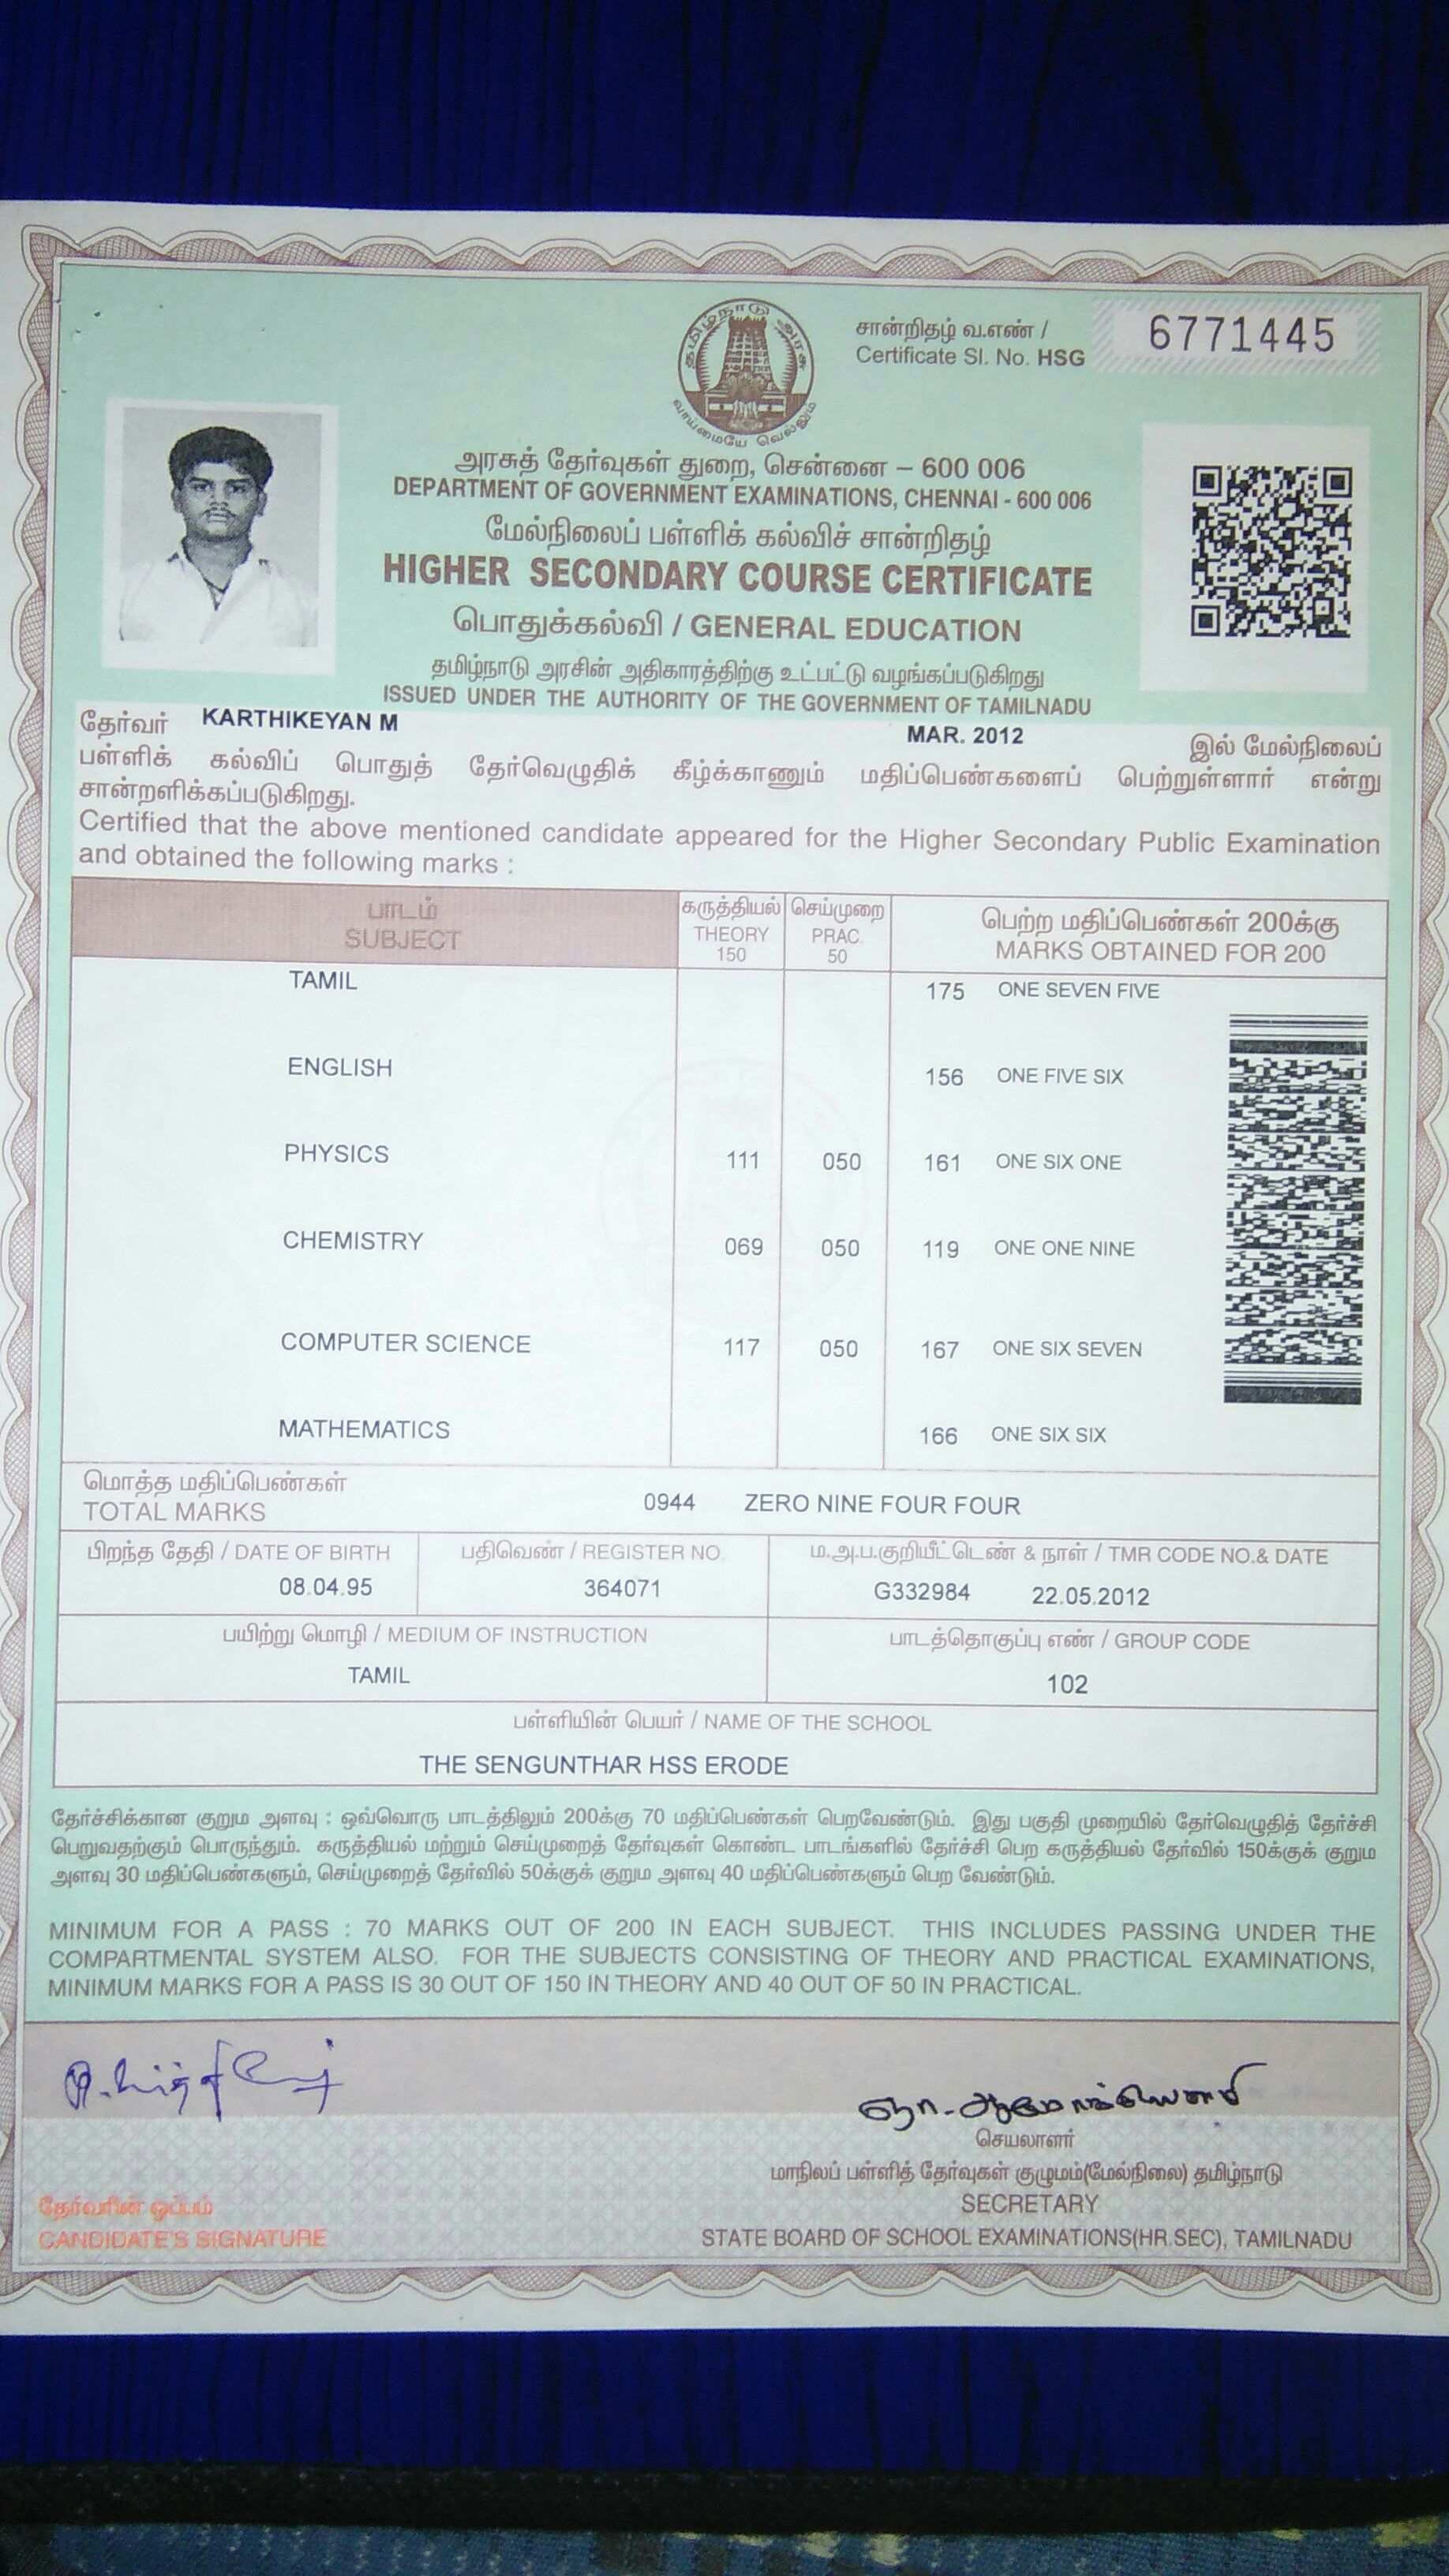 தமிழ்நாடு அரசு
வாய்மையே வெல்லும்
சான்றிதழ் வ.எண் /
Certificate Sl. No. HSG 6771445
அரசுத் தேர்வுகள் துறை, சென்னை – 600 006
DEPARTMENT OF GOVERNMENT EXAMINATIONS, CHENNAI - 600 006
மேல்நிலைப் பள்ளிக் கல்விச் சான்றிதழ்
HIGHER SECONDARY COURSE CERTIFICATE
பொதுக்கல்வி / GENERAL EDUCATION
தமிழ்நாடு அரசின் அதிகாரத்திற்கு உட்பட்டு வழங்கப்படுகிறது
ISSUED UNDER THE AUTHORITY OF THE GOVERNMENT OF TAMILNADU
தேர்வர் KARTHIKEYAN M MAR. 2012 இல் மேல்நிலைப்
பள்ளிக் கல்விப் பொதுத் தேர்வெழுதிக் கீழ்க்காணும் மதிப்பெண்களைப் பெற்றுள்ளார் என்று
சான்றளிக்கப்படுகிறது.
Certified that the above mentioned candidate appeared for the Higher Secondary Public Examination
and obtained the following marks :
பாடம் கருத்தியல் செய்முறை பெற்ற மதிப்பெண்கள் 200க்கு
SUBJECT THEORY PRAC. MARKS OBTAINED FOR 200
150 50
TAMIL 175 ONE SEVEN FIVE
ENGLISH 156 ONE FIVE SIX
PHYSICS 111 050 161 ONE SIX ONE
CHEMISTRY 069 050 119 ONE ONE NINE
COMPUTER SCIENCE 117 050 167 ONE SIX SEVEN
MATHEMATICS 166 ONE SIX SIX
மொத்த மதிப்பெண்கள்
TOTAL MARKS 0944 ZERO NINE FOUR FOUR
பிறந்த தேதி / DATE OF BIRTH பதிவெண் / REGISTER NO. ம.அ.ப.குறியீட்டெண் & நாள் / TMR CODE NO.& DATE
08.04.95 364071 G332984 22.05.2012
பயிற்று மொழி / MEDIUM OF INSTRUCTION பாடத்தொகுப்பு எண் / GROUP CODE
TAMIL 102
பள்ளியின் பெயர் / NAME OF THE SCHOOL
THE SENGUNTHAR HSS ERODE
தேர்ச்சிக்கான குறும அளவு : ஒவ்வொரு பாடத்திலும் 200க்கு 70 மதிப்பெண்கள் பெறவேண்டும். இது பகுதி முறையில் தேர்வெழுதித் தேர்ச்சி
பெறுவதற்கும் பொருந்தும். கருத்தியல் மற்றும் செய்முறைத் தேர்வுகள் கொண்ட பாடங்களில் தேர்ச்சி பெற கருத்தியல் தேர்வில் 150க்குக் குறும
அளவு 30 மதிப்பெண்களும், செய்முறைத் தேர்வில் 50க்குக் குறும அளவு 40 மதிப்பெண்களும் பெற வேண்டும்.
MINIMUM FOR A PASS : 70 MARKS OUT OF 200 IN EACH SUBJECT. THIS INCLUDES PASSING UNDER THE
COMPARTMENTAL SYSTEM ALSO. FOR THE SUBJECTS CONSISTING OF THEORY AND PRACTICAL EXAMINATIONS,
MINIMUM MARKS FOR A PASS IS 30 OUT OF 150 IN THEORY AND 40 OUT OF 50 IN PRACTICAL.
செயலாளர்
மாநிலப் பள்ளித் தேர்வுகள் குழுமம்(மேல்நிலை) தமிழ்நாடு
தேர்வரின் ஒப்பம் SECRETARY
CANDIDATE'S SIGNATURE STATE BOARD OF SCHOOL EXAMINATIONS(HR.SEC), TAMILNADU